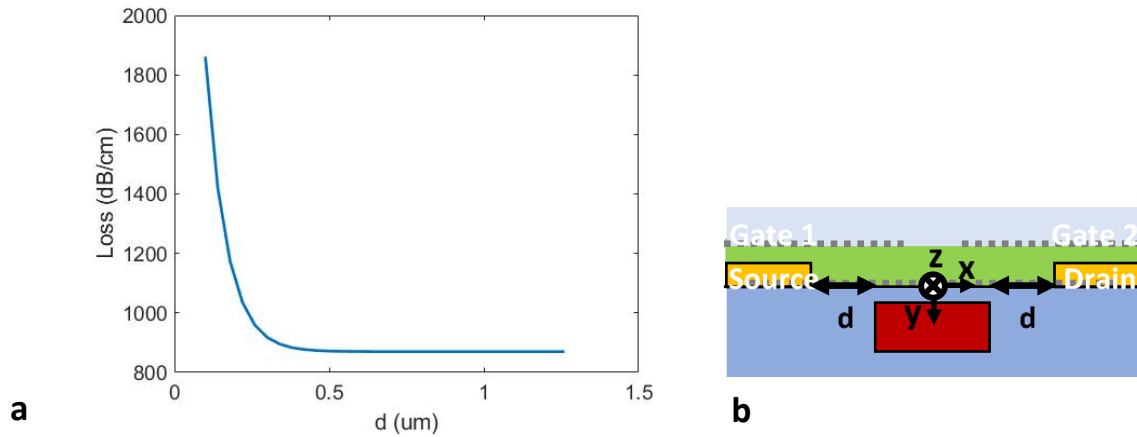 2000
1800
1600
1400
1200
1000
800
Loss (dB/cm)
0 0.5 1 1.5
d (um)
a
Gate 1 Gate 2
z
Source x Drain
d y d
b